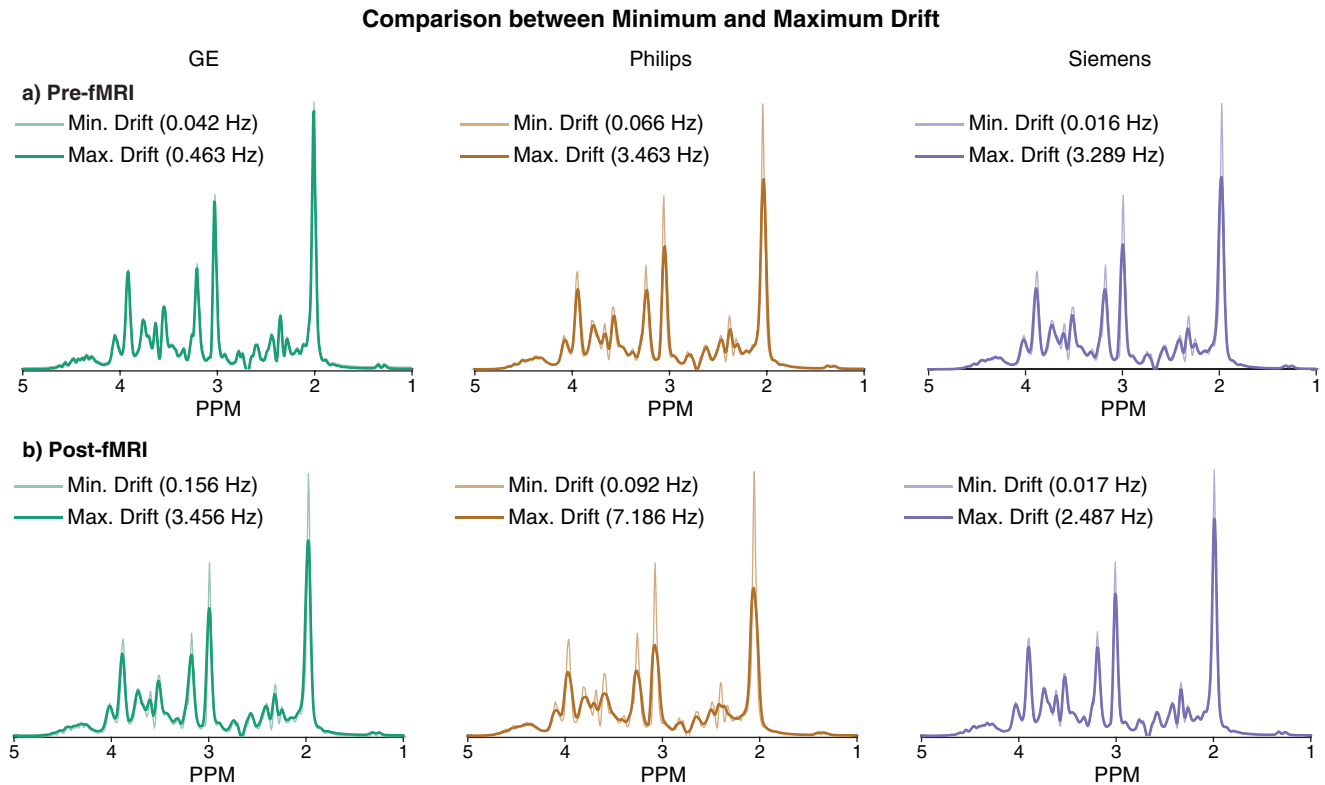 Comparison between Minimum and Maximum Drift
GE
Philips
Siemens
a) Pre-fMRI
Min. Drift (0.042 Hz)
Max. Drift (0.463 Hz)
5 4 3 2 1
PPM
Min. Drift (0.066 Hz)
Max. Drift (3.463 Hz)
5 4 3 2 1
PPM
Min. Drift (0.016 Hz)
Max. Drift (3.289 Hz)
5 4 3 2 1
PPM
b) Post-fMRI
Min. Drift (0.156 Hz)
Max. Drift (3.456 Hz)
5 4 3 2 1
PPM
Min. Drift (0.092 Hz)
Max. Drift (7.186 Hz)
5 4 3 2 1
PPM
Min. Drift (0.017 Hz)
Max. Drift (2.487 Hz)
5 4 3 2 1
PPM